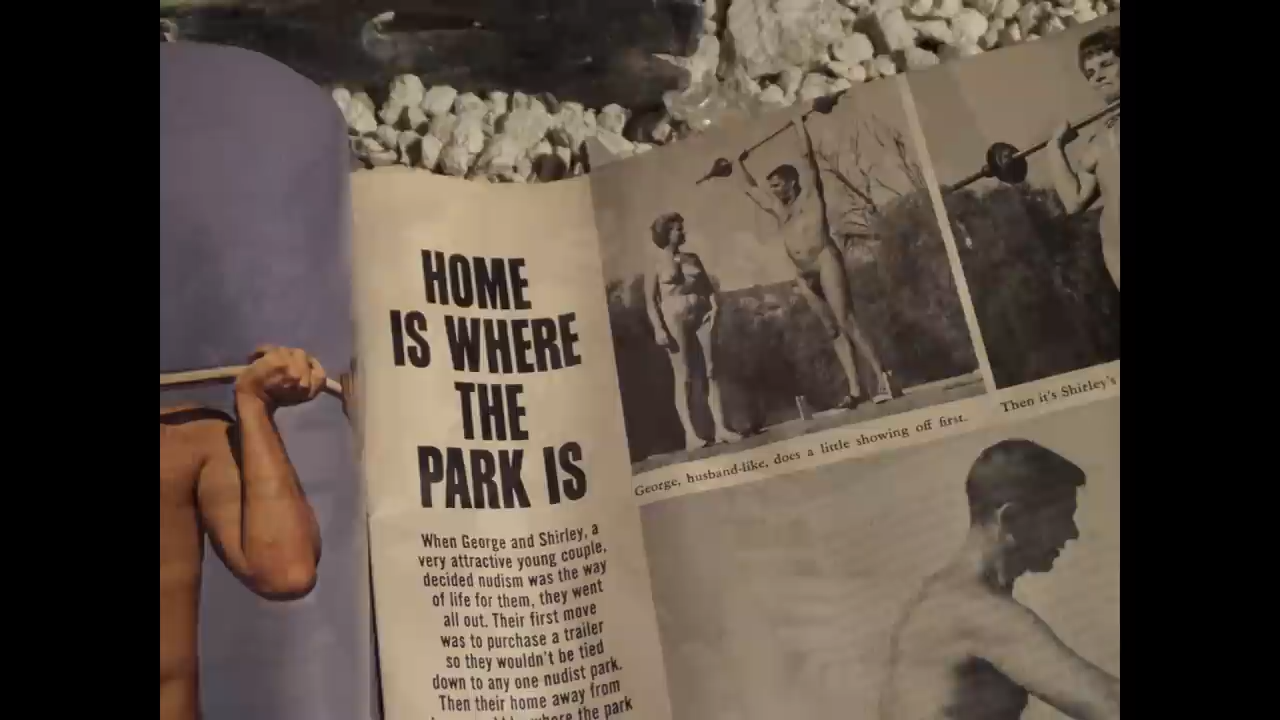 HOME
IS WHERE
THE
PARK IS
When George and Shirley, a
very attractive young couple,
decided nudism was the way
of life for them, they went
all out. Their first move
was to purchase a trailer
so they wouldn't be tied
down to any one nudist park.
Then their home away from
where the park
George, husband-like, does a little showing off first.
Then it's Shirley's